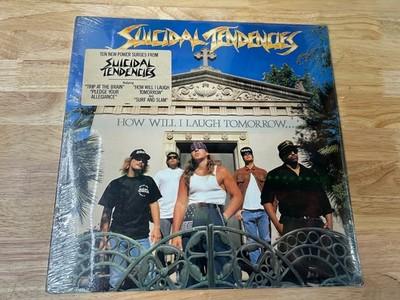 SUICIDAL TENDENCIES
TEN NEW POWER SURGES FROM
SUICIDAL
TENDENCIES
featuring
"TRIP AT THE BRAIN"
"PLEDGE YOUR
ALLEGIANCE"
"HOW WILL I LAUGH
TOMORROW"
and
"SURF AND SLAM"
HOW WILL I LAUGH TOMORROW...